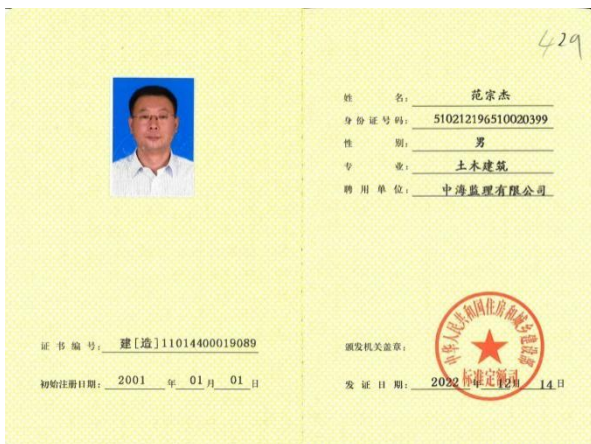 证 书 编 号: 建[造]11014400019089
初始注册日期: 2001 年 01 月 01 日
429
姓 名: 范宗杰
身 份 证 号 码: 510212196510020399
性 别: 男
专 业: 土木建筑
聘 用 单 位: 中海监理有限公司
中华人民共和国住房和城乡建设部
标准定额司
颁发机关盖章:
发 证 日 期: 2022 年 12月 14 日